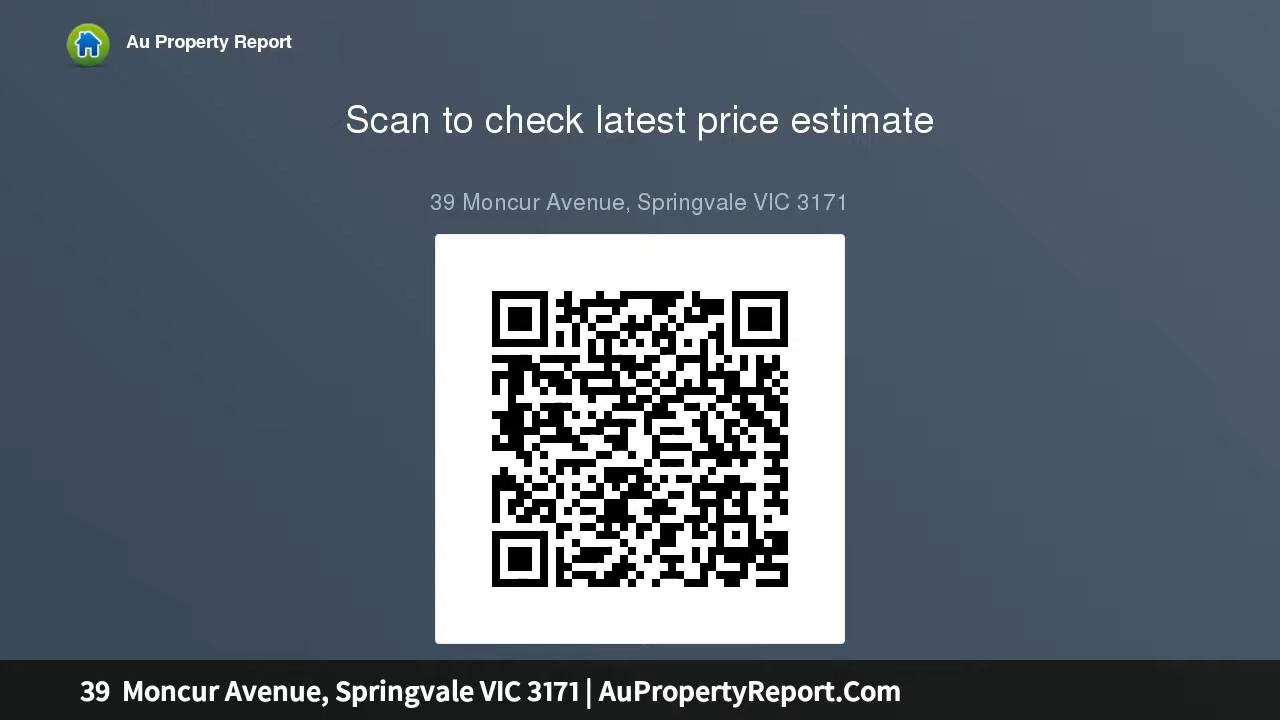 Au Property Report
Scan to check latest price estimate
39 Moncur Avenue, Springvale VIC 3171
39 Moncur Avenue, Springvale VIC 3171 | AuPropertyReport.Com